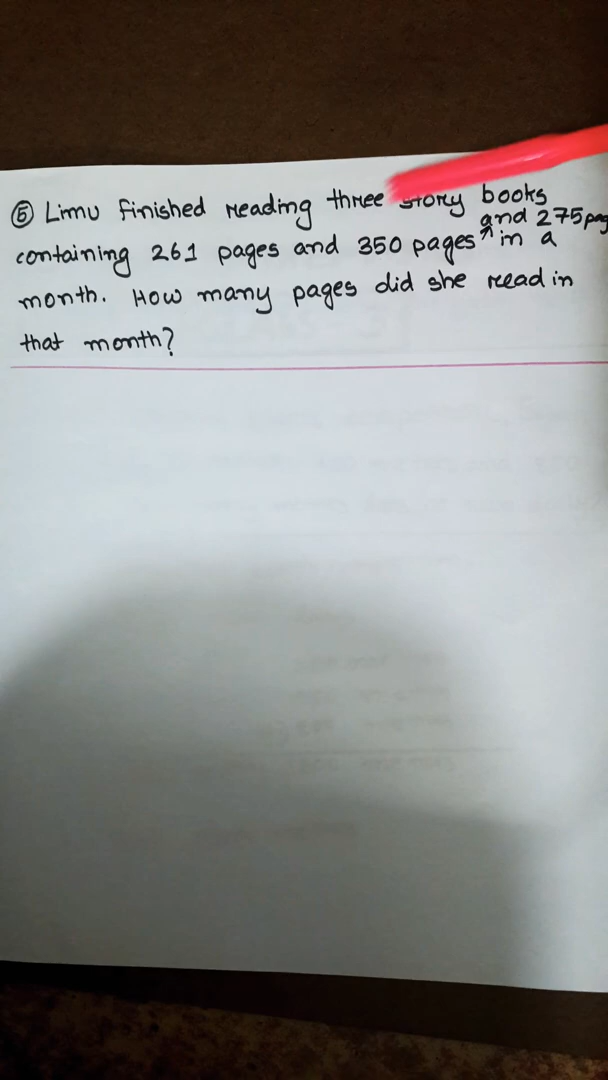 ⑤ Limu finished reading three story books
containing 261 pages and 350 pages ^ and 275 pag in a
month. How many pages did she read in
that month?